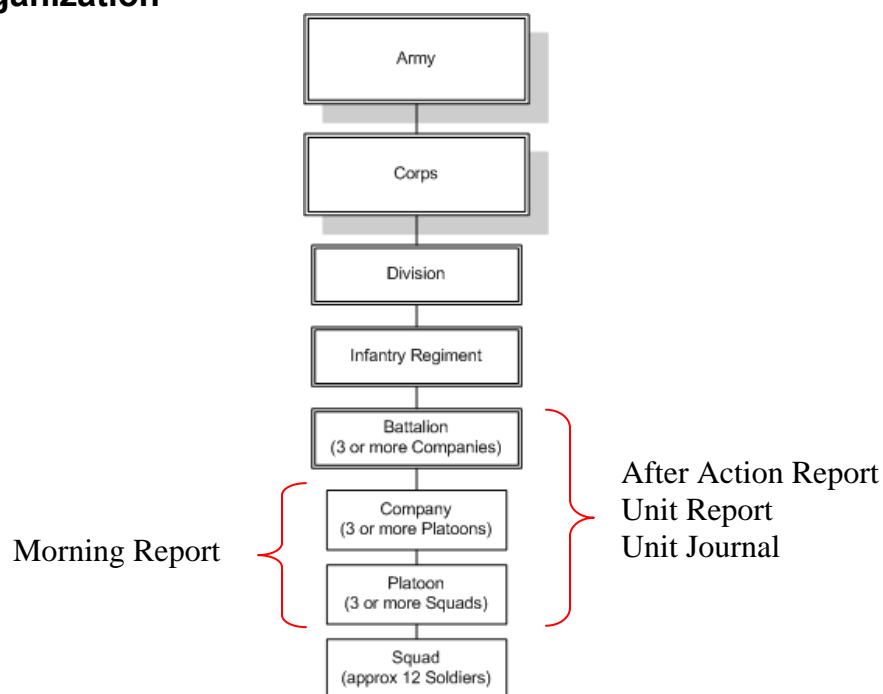 Army
Corps
Division
Infantry Regiment
Battalion
(3 or more Companies)
Company
(3 or more Platoons)
Platoon
(3 or more Squads)
Squad
(approx 12 Soldiers)
Morning Report
After Action Report
Unit Report
Unit Journal